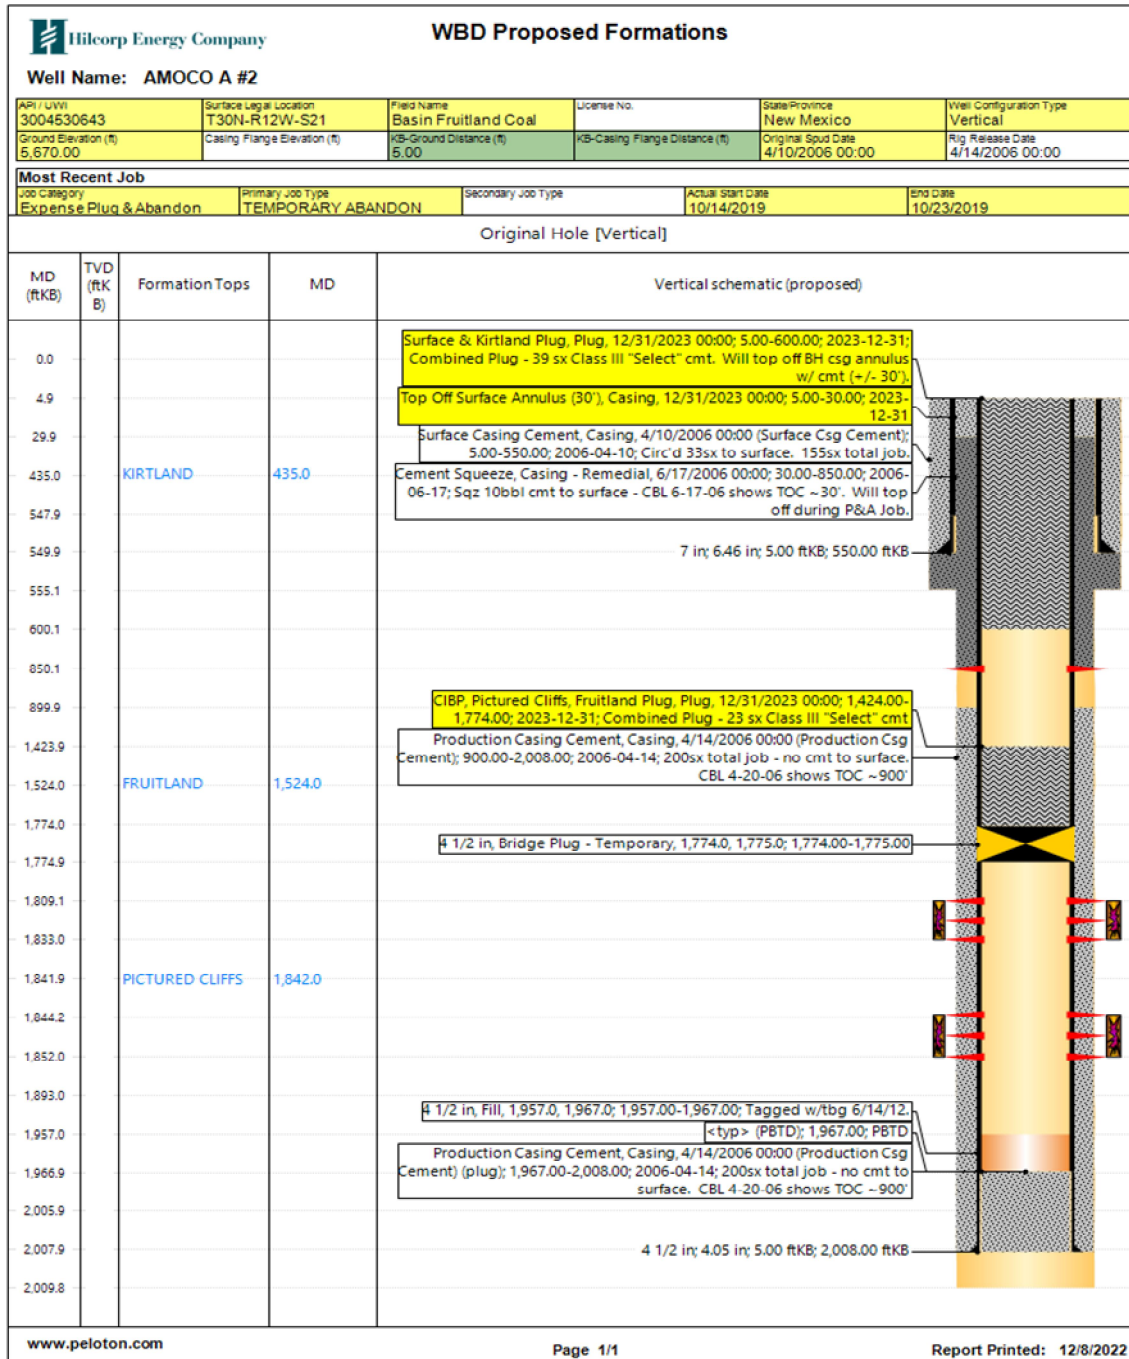 Hilcorp Energy Company
WBD Proposed Formations
Well Name: AMOCO A #2
API / UWI
3004530643
Surface Legal Location
T30N-R12W-S21
Field Name
Basin Fruitland Coal
License No.
State/Province
New Mexico
Well Configuration Type
Vertical
Ground Elevation (ft)
5,670.00
Casing Flange Elevation (ft)
KB-Ground Distance (ft)
5.00
KB-Casing Flange Distance (ft)
Original Spud Date
4/10/2006 00:00
Rig Release Date
4/14/2006 00:00
Most Recent Job
Job Category
Expense Plug & Abandon
Primary Job Type
TEMPORARY ABANDON
Secondary Job Type
Actual Start Date
10/14/2019
End Date
10/23/2019
Original Hole [Vertical]
MD
(ftKB)
TVD
(ftK
B)
Formation Tops
MD
Vertical schematic (proposed)
Surface & Kirtland Plug, Plug, 12/31/2023 00:00; 5.00-600.00; 2023-12-31;
Combined Plug - 39 sx Class III "Select" cmt. Will top off BH csg annulus
w/ cmt (+/- 30').
0.0
4.9
Top Off Surface Annulus (30'), Casing, 12/31/2023 00:00; 5.00-30.00; 2023-
12-31
29.9
Surface Casing Cement, Casing, 4/10/2006 00:00 (Surface Csg Cement);
5.00-550.00; 2006-04-10; Circ'd 33sx to surface. 155sx total job.
435.0
KIRTLAND
435.0
Cement Squeeze, Casing - Remedial, 6/17/2006 00:00; 30.00-850.00; 2006-
06-17; Sqz 10bbl cmt to surface - CBL 6-17-06 shows TOC ~30'. Will top
off during P&A Job.
547.9
549.9
7 in; 6.46 in; 5.00 ftKB; 550.00 ftKB
555.1
600.1
850.1
899.9
CIBP, Pictured Cliffs, Fruitland Plug, Plug, 12/31/2023 00:00; 1,424.00-
1,774.00; 2023-12-31; Combined Plug - 23 sx Class III "Select" cmt
1,423.9
Production Casing Cement, Casing, 4/14/2006 00:00 (Production Csg
Cement); 900.00-2,008.00; 2006-04-14; 200sx total job - no cmt to surface.
CBL 4-20-06 shows TOC ~900'
1,524.0
FRUITLAND
1,524.0
1,774.0
4 1/2 in, Bridge Plug - Temporary, 1,774.0, 1,775.0; 1,774.00-1,775.00
1,774.9
1,809.1
1,833.0
1,841.9
PICTURED CLIFFS
1,842.0
1,844.2
1,852.0
1,893.0
4 1/2 in, Fill, 1,957.0, 1,967.0; 1,957.00-1,967.00; Tagged w/tbg 6/14/12.
1,957.0
<typ> (PBTD); 1,967.00; PBTD
Production Casing Cement, Casing, 4/14/2006 00:00 (Production Csg
Cement) (plug); 1,967.00-2,008.00; 2006-04-14; 200sx total job - no cmt to
surface. CBL 4-20-06 shows TOC ~900'
1,966.9
2,005.9
2,007.9
4 1/2 in; 4.05 in; 5.00 ftKB; 2,008.00 ftKB
2,009.8
www.peloton.com
Page 1/1
Report Printed: 12/8/2022